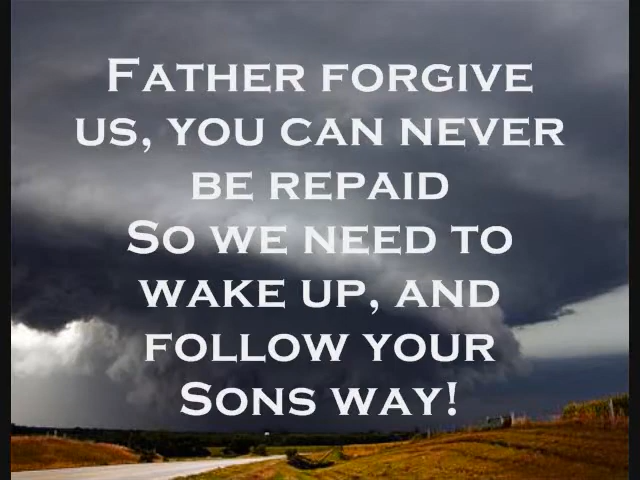 Father forgive
us, you can never
be repaid
So we need to
wake up, and
follow your
Sons way!